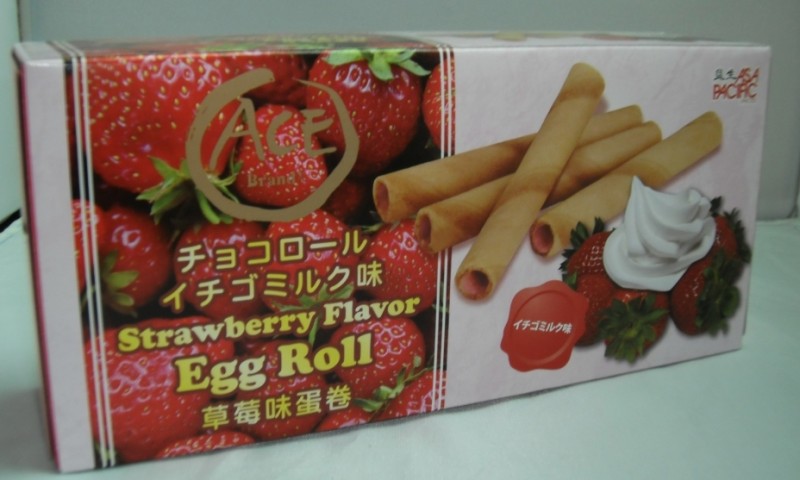 ACE
Brand
チョコロール
イチゴミルク味
Strawberry Flavor
Egg Roll
草莓味蛋卷
イチゴミルク味
ASIA
PACIFIC